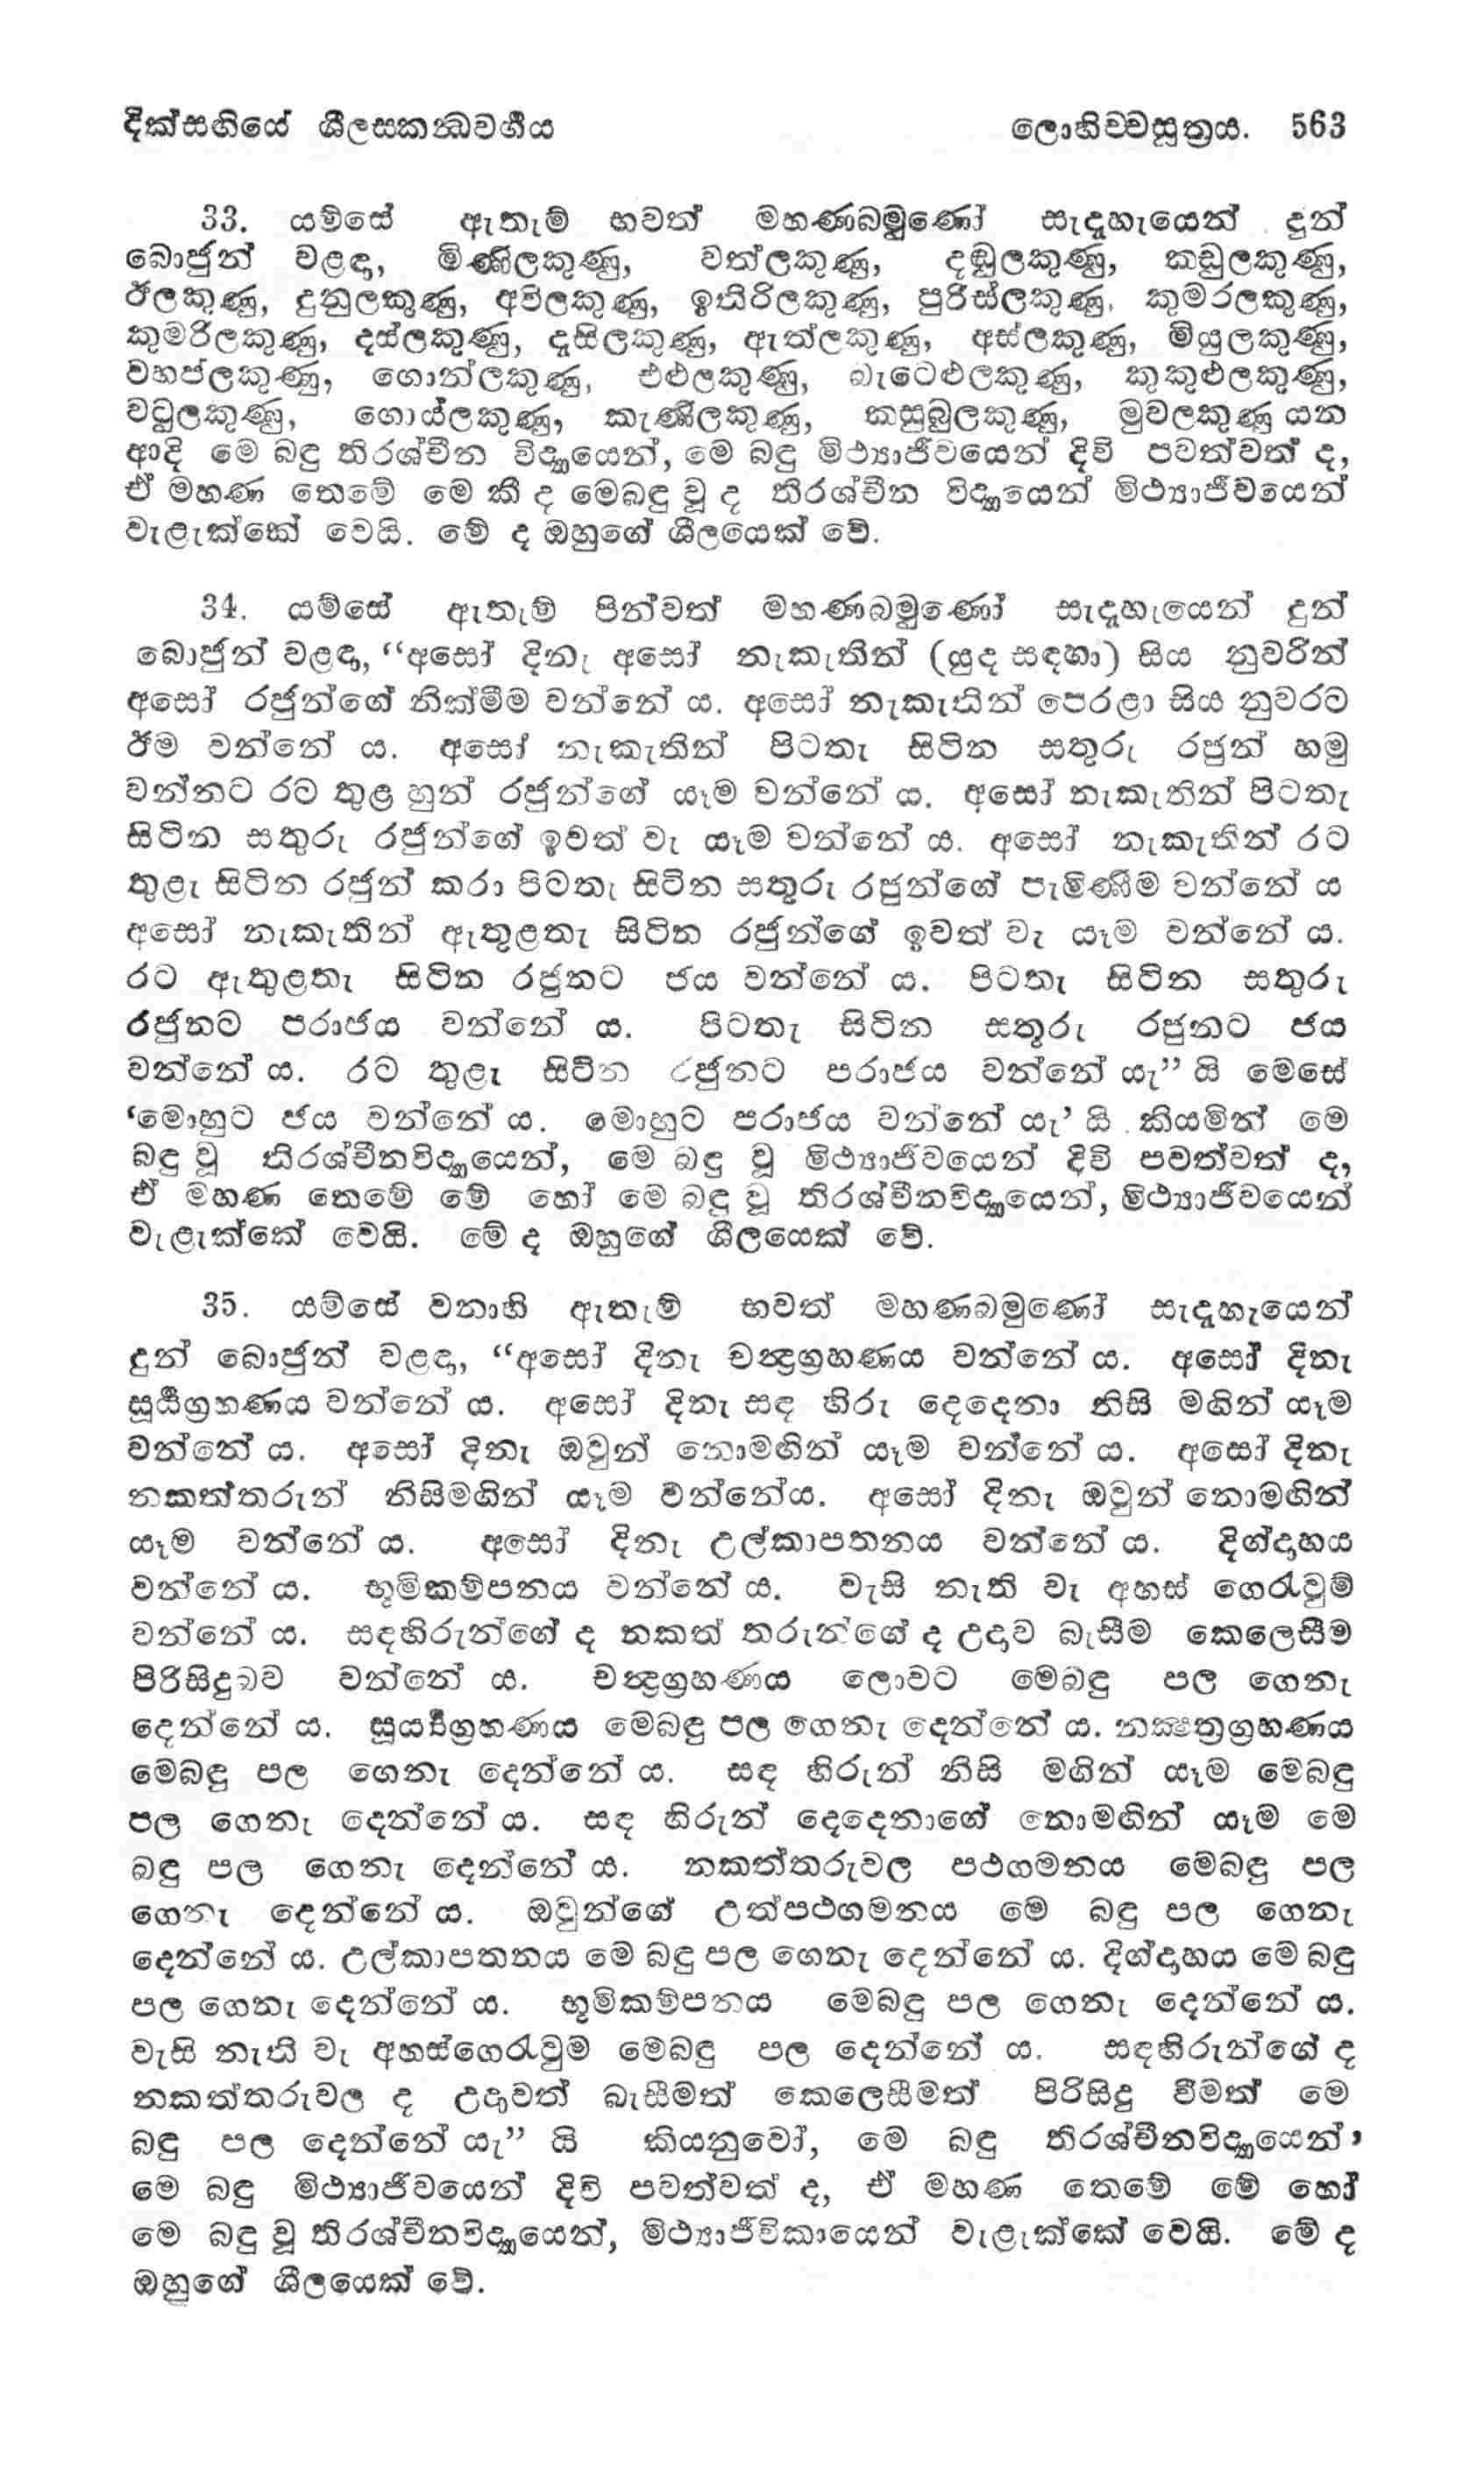 දික්සඟියේ ශීලසකන්‍ධවර්‍ගය ලොහිච්චසූත්‍රය. 563
33. යම්සේ ඇතැම් භවත් මහණබමුණෝ සැදෑහැයෙන් දුන්
බොජුන් වළඳා, මිණිලකුණු, වත්ලකුණු, දඬුලකුණු, කඩුලකුණු,
ඊලකුණු, දුනුලකුණු, අවිලකුණු, ඉතිරිලකුණු, පුරිස්ලකුණු, කුමරලකුණු,
කුමරිලකුණු, දස්ලකුණු, දැසිලකුණු, ඇත්ලකුණු, අස්ලකුණු, මියුලකුණු,
වහප්ලකුණු, ගොන්ලකුණු, එළුලකුණු, බැටෙළුලකුණු, කුකුළුලකුණු,
වටුලකුණු, ගොය්ලකුණු, කැණිලකුණු, කසුබුලකුණු, මුවලකුණු යන
ආදි මෙ බඳු තිරශ්චීන විද්‍යායෙන්, මෙ බඳු මිථ්‍යාජීවයෙන් දිවි පවත්වත් ද,
ඒ මහණ තෙමේ මෙ කී ද මෙබඳු වූ ද තිරශ්චීන විද්‍යායෙන් මිථ්‍යාජීවයෙන්
වැළැක්කේ වෙයි. මේ ද ඔහුගේ ශීලයෙක් වේ.
34. යම්සේ ඇතැම් පින්වත් මහණබමුණෝ සැදෑහැයෙන් දුන්
බොජුන් වළඳා, “අසෝ දිනැ අසෝ නැකැතින් (යුද සඳහා) සිය නුවරින්
අසෝ රජුන්ගේ නික්මීම වන්නේ ය. අසෝ නැකැතින් පෙරළා සිය නුවරට
ඊම වන්නේ ය. අසෝ නැකැතින් පිටතැ සිටින සතුරු රජුන් හමු
වන්නට රට තුළ හුන් රජුන්ගේ යෑම වන්නේ ය. අසෝ නැකැතින් පිටතැ
සිටින සතුරු රජුන්ගේ ඉවත් වැ යෑම වන්නේ ය. අසෝ නැකැතින් රට
තුළැ සිටින රජුන් කරා පිටතැ සිටින සතුරු රජුන්ගේ පැමිණීම වන්නේ ය
අසෝ නැකැතින් ඇතුළතැ සිටින රජුන්ගේ ඉවත් වැ යෑම වන්නේ ය.
රට ඇතුළතැ සිටින රජුනට ජය වන්නේ ය. පිටතැ සිටින සතුරු
රජුනට පරාජය වන්නේ ය. පිටතැ සිටින සතුරු රජුනට ජය
වන්නේ ය. රට තුළැ සිටින රජුනට පරාජය වන්නේ යැ” යි මෙසේ
‘මොහුට ජය වන්නේ ය. මොහුට පරාජය වන්නේ යැ’ යි කියමින් මෙ
බඳු වූ තිරශ්චීනවිද්‍යායෙන්, මෙ බඳු වූ මිථ්‍යාජිවයෙන් දිවි පවත්වත් ද,
ඒ මහණ තෙමේ මේ හෝ මෙ බඳු වූ තිරශ්චීනවිද්‍යායෙන්, මිථ්‍යාජීවයෙන්
වැළැක්කේ වෙයි. මේ ද ඔහුගේ ශීලයෙක් වේ.
35. යම්සේ වනාහි ඇතැම් භවත් මහණබමුණෝ සැදෑහැයෙන්
දුන් බොජුන් වළඳා, “අසෝ දිනැ චන්‍ද්‍රග්‍රහණය වන්නේ ය. අසෝ දිනැ
සූර්‍ය්‍යග්‍රහණය වන්නේ ය. අසෝ දිනැ සඳ හිරු දෙදෙනා නිසි මගින් යෑම
වන්නේ ය. අසෝ දිනැ ඔවුන් නොමඟින් යෑම වන්නේ ය. අසෝ දිනැ
නකත්තරුන් නිසිමගින් යෑම වන්නේය. අසෝ දිනැ ඔවුන් නොමඟින්
යෑම වන්නේ ය. අසෝ දිනැ උල්කාපතනය වන්නේ ය. දිග්දාහය
වන්නේ ය. භූමිකම්පනය වන්නේ ය. වැසි නැති වැ අහස් ගෙරැවුම්
වන්නේ ය. සඳහිරුන්ගේ ද නකත් තරුන්ගේ ද උදාව බැසීම කෙලෙසීම
පිරිසිදුබව වන්නේ ය. චන්‍ද්‍රග්‍රහණය ලොවට මෙබඳු පල ගෙනැ
දෙන්නේ ය. සූර්‍ය්‍යග්‍රහණය මෙබඳු පල ගෙනැ දෙන්නේ ය. නක්‍ෂත්‍රග්‍රහණය
මෙබඳු පල ගෙනැ දෙන්නේ ය. සඳ හිරුන් නිසි මගින් යෑම මෙබඳු
පල ගෙනැ දෙන්නේ ය. සඳ හිරුන් දෙදෙනාගේ නොමඟින් යෑම මෙ
බඳු පල ගෙනැ දෙන්නේ ය. නකත්තරුවල පථගමනය මෙබඳු පල
ගෙනැ දෙන්නේ ය. ඔවුන්ගේ උත්පථගමනය මෙ බඳු පල ගෙනැ
දෙන්නේ ය. උල්කාපතනය මෙ බඳු පල ගෙනැ දෙන්නේ ය. දිග්දාහය මෙ බඳු
පල ගෙනැ දෙන්නේ ය. භූමිකම්පනය මෙබඳු පල ගෙනැ දෙන්නේ ය.
වැසි නැති වැ අහස්ගෙරැවුම මෙබඳු පල දෙන්නේ ය. සඳහිරුන්ගේ ද
නකත්තරුවල ද උදාවත් බැසීමත් කෙලෙසීමත් පිරිසිදු වීමත් මෙ
බඳු පල දෙන්නේ යැ” යි කියනුවෝ, මෙ බඳු තිරශ්චීනවිද්‍යායෙන්’
මෙ බඳු මිථ්‍යාජීවයෙන් දිවි පවත්වත් ද, ඒ මහණ තෙමේ මේ හෝ
මෙ බඳු වූ තිරශ්චීනවිද්‍යායෙන්, මිථ්‍යාජීවිකායෙන් වැළැක්කේ වෙයි. මේ ද
ඔහුගේ ශීලයෙක් වේ.